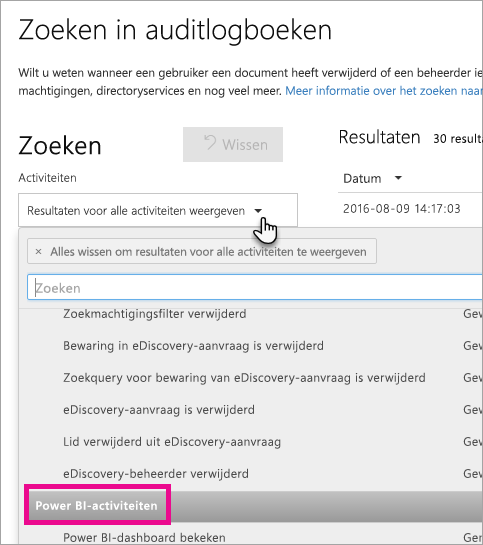 Zoeken in auditlogboeken
Wilt u weten wanneer een gebruiker een document heeft verwijderd of een beheerder ie
machtigingen, directoryservices en nog veel meer. Meer informatie over het zoeken naar
Zoeken
Wissen
Activiteiten
Resultaten voor alle activiteiten weergeven
Resultaten 30 resulta
Datum
2016-08-09 14:17:03
× Alles wissen om resultaten voor alle activiteiten te weergeven
Zoeken
Zoekmachtigingsfilter verwijderd Gev
Bewaring in eDiscovery-aanvraag is verwijderd Gev
Zoekquery voor bewaring van eDiscovery-aanvraag is verwijderd Gev
eDiscovery-aanvraag is verwijderd Gev
Lid verwijderd uit eDiscovery-aanvraag Gev
eDiscovery-beheerder verwijderd Gev
Power BI-activiteiten
Power BI-dashboard bekeken Gev